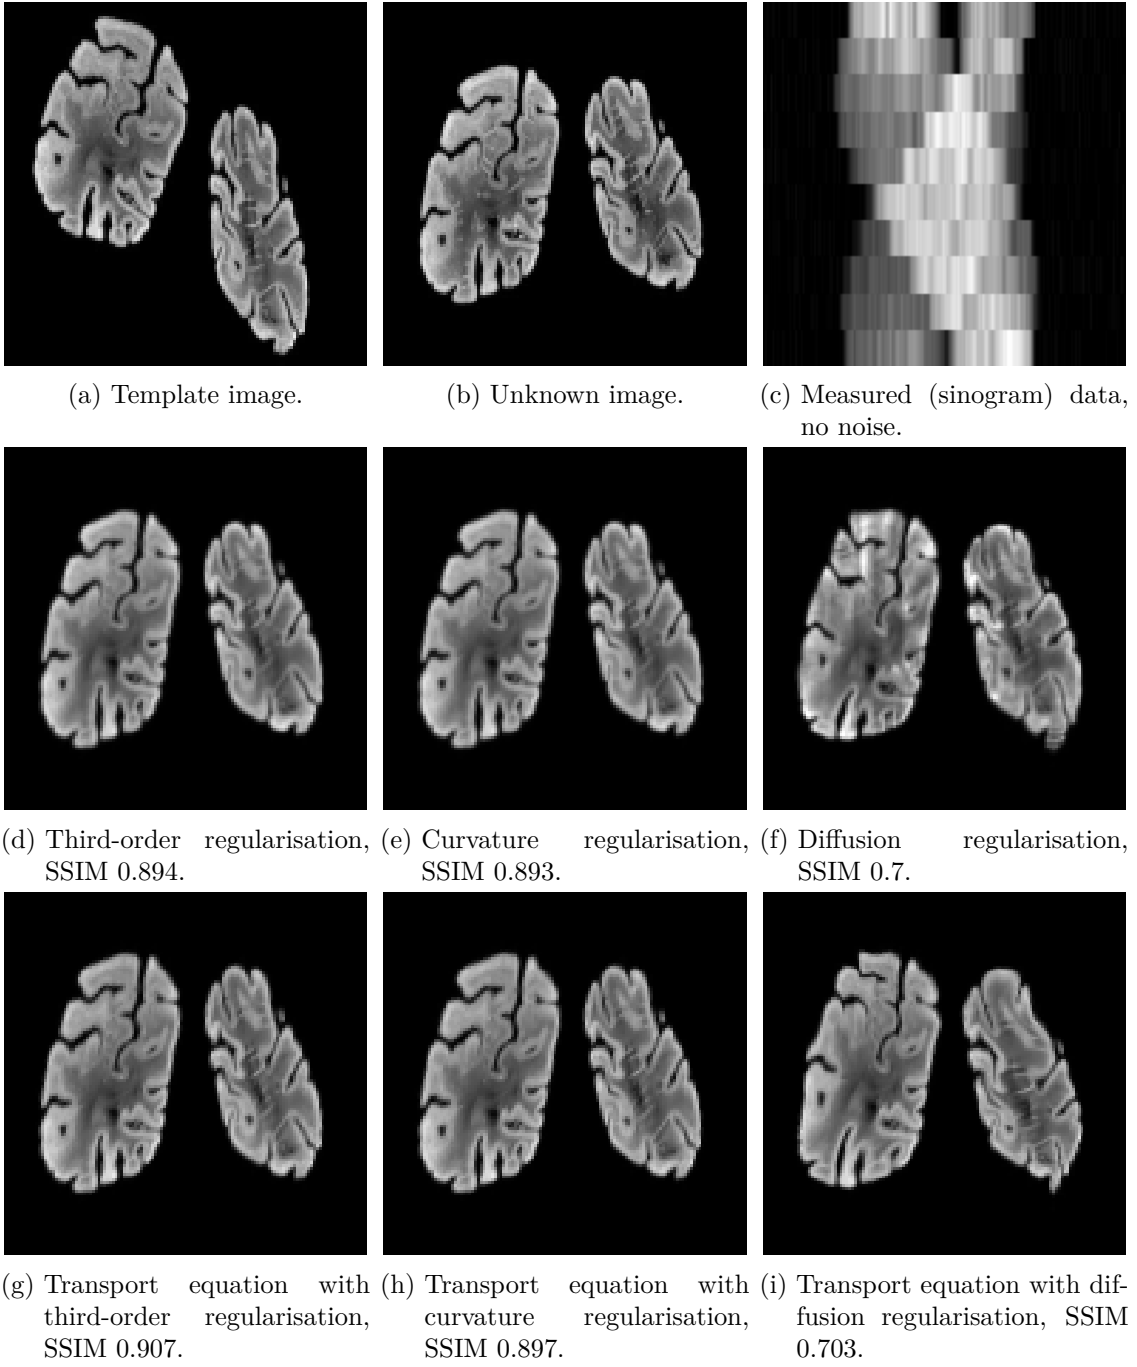 (a) Template image.
(b) Unknown image.
(c) Measured (sinogram) data,
no noise.
(d) Third-order regularisation,
SSIM 0.894.
(e) Curvature regularisation,
SSIM 0.893.
(f) Diffusion regularisation,
SSIM 0.7.
(g) Transport equation with
third-order regularisation,
SSIM 0.907.
(h) Transport equation with
curvature regularisation,
SSIM 0.897.
(i) Transport equation with dif-
fusion regularisation, SSIM
0.703.